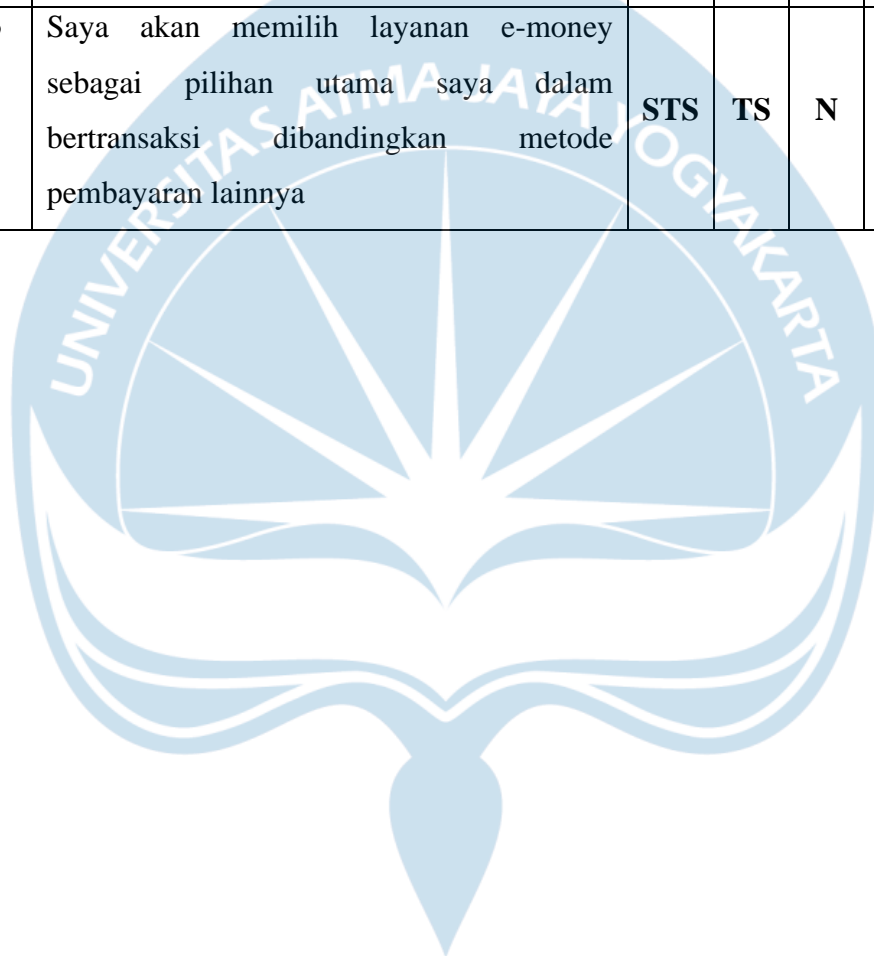 Saya akan memilih layanan e-money
sebagai pilihan utama saya dalam
bertransaksi dibandingkan metode
pembayaran lainnya
STS TS N
UNIVERSITAS ATMA JAYA YOGYAKARTA